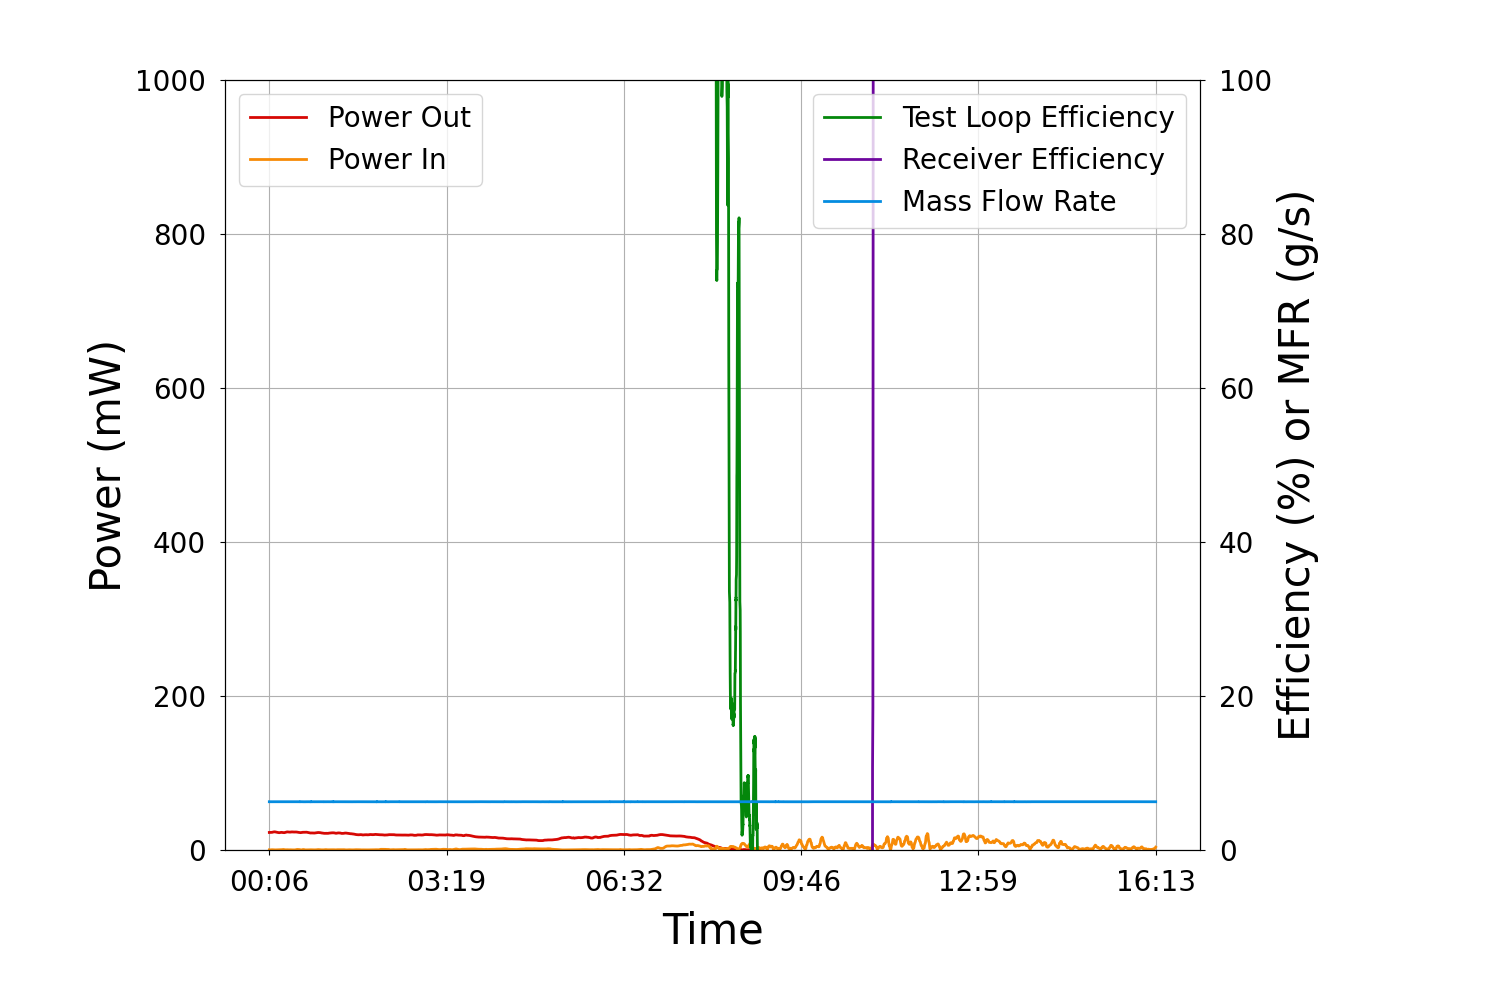 1000
800
600
400
200
0
Power (mW)
Power Out
Power In
Test Loop Efficiency
Receiver Efficiency
Mass Flow Rate
100
80
60
40
20
0
Efficiency (%) or MFR (g/s)
00:06 03:19 06:32 09:46 12:59 16:13
Time